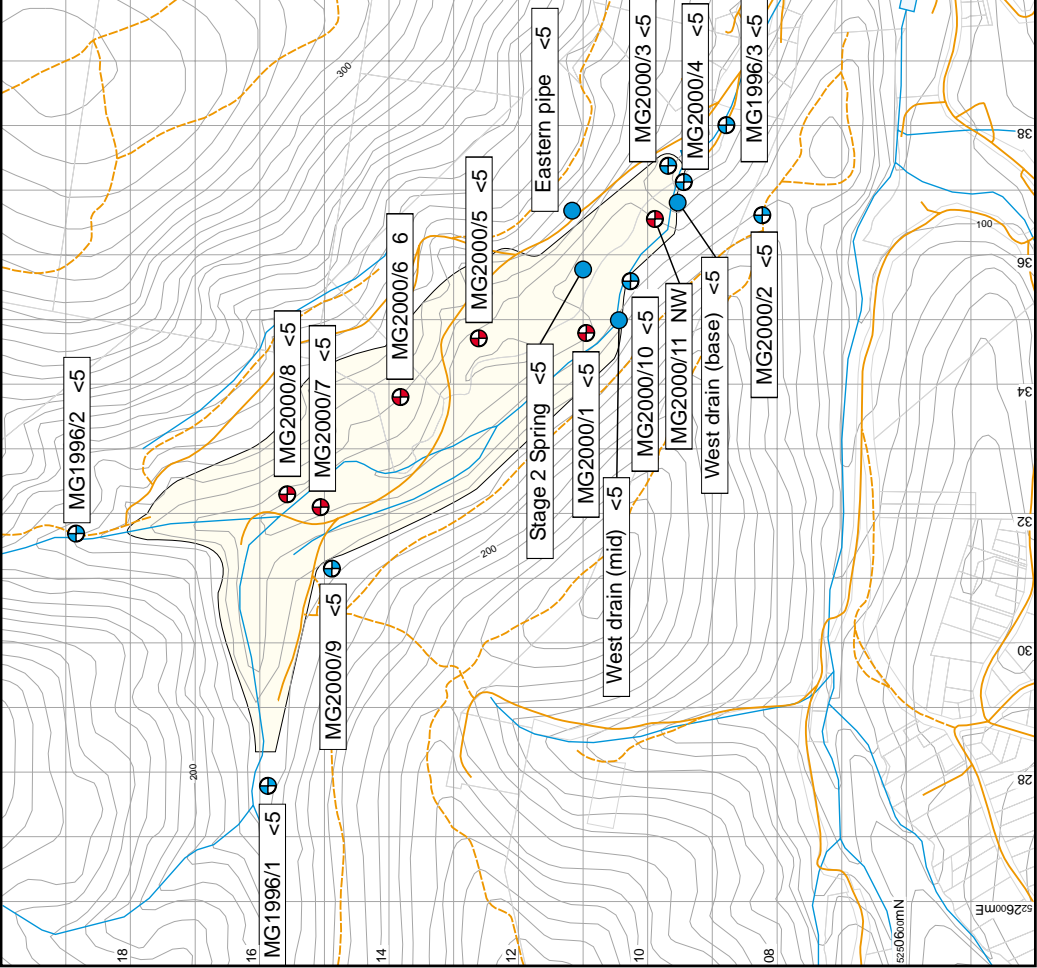 300
Eastern pipe <5
MG2000/3 <5
MG2000/4 <5
MG1996/3 <5
38
MG2000/5 <5
MG2000/6 6
100
36
MG2000/8 <5
MG2000/7 <5
MG1996/2 <5
Stage 2 Spring <5
MG2000/1 <5
MG2000/10 <5
MG2000/11 NW
West drain (base) <5
MG2000/2 <5
34
West drain (mid) <5
32
200
MG2000/9 <5
30
200
28
MG1996/1 <5
18
16
14
12
10
08
5250600mN
522600mE